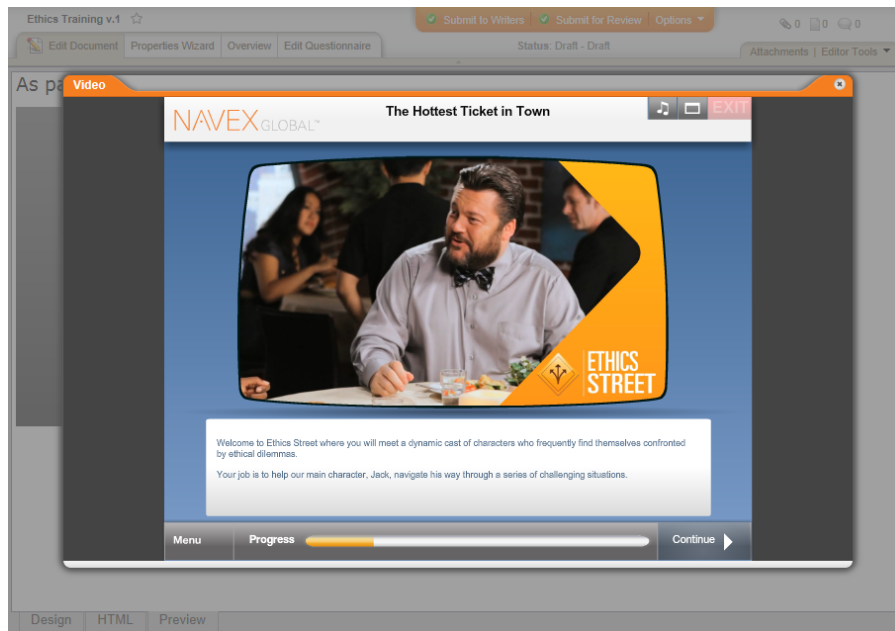 Ethics Training v.1
Submit to Writers Submit for Review Options
0 0 0
Edit Document Properties Wizard Overview Edit Questionnaire
Status: Draft - Draft
Attachments | Editor Tools
As pa
Video
NAVEX GLOBAL™
The Hottest Ticket in Town
EXIT
ETHICS
STREET
Welcome to Ethics Street where you will meet a dynamic cast of characters who frequently find themselves confronted
by ethical dilemmas.
Your job is to help our main character, Jack, navigate his way through a series of challenging situations.
Menu Progress Continue
Design HTML Preview